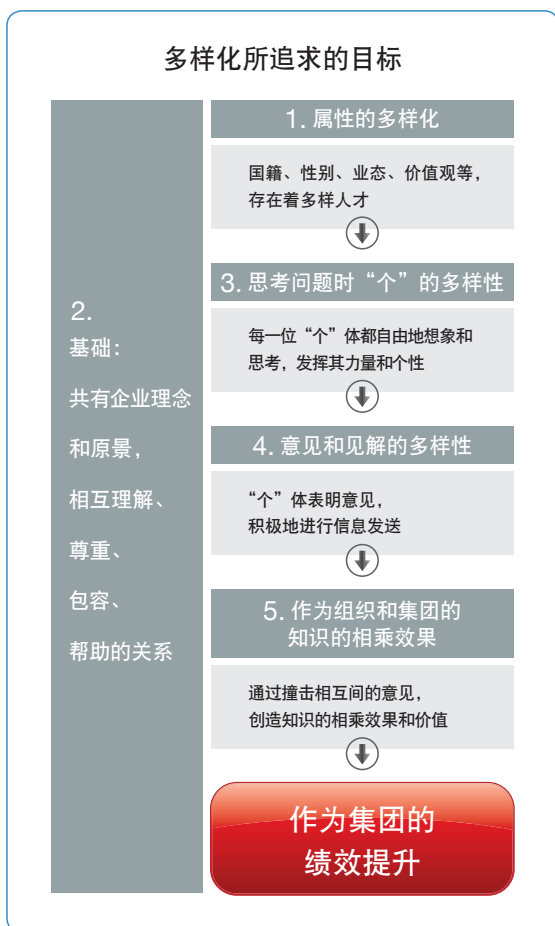 多样化所追求的目标
1. 属性的多样化
国籍、性别、业态、价值观等，
存在着多样人才
2.
基础：
共有企业理念
和原景，
相互理解、
尊重、
包容、
帮助的关系
3. 思考问题时“个”的多样性
每一位“个”体都自由地想象和
思考，发挥其力量和个性
4. 意见和见解的多样性
“个”体表明意见，
积极地进行信息发送
5. 作为组织和集团的
知识的相乘效果
通过撞击相互间的意见，
创造知识的相乘效果和价值
作为集团的
绩效提升